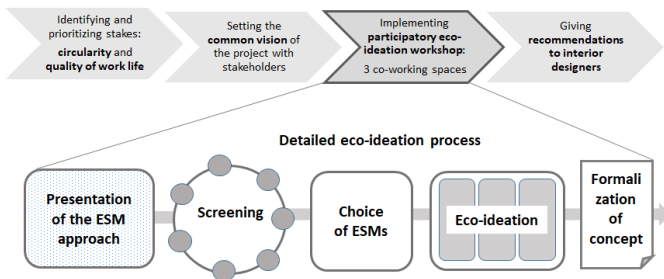 Identifying and
prioritizing stakes:
circularity and
quality of work life
Setting the
common vision of
the project with
stakeholders
Implementing
participatory eco-
ideation workshop:
3 co-working spaces
Giving
recommendations
to interior
designers
Detailed eco-ideation process
Presentation
of the ESM
approach
Screening
Choice
of ESMs
Eco-ideation
Formali
zation
of
concept